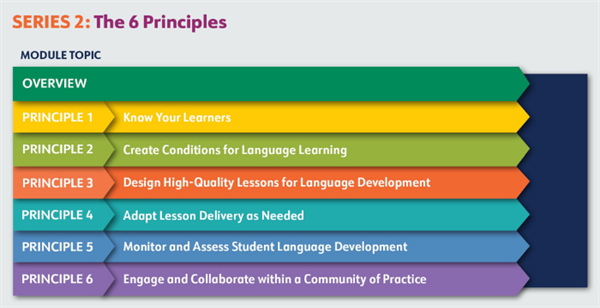 SERIES 2: The 6 Principles
MODULE TOPIC
OVERVIEW
PRINCIPLE 1 Know Your Learners
PRINCIPLE 2 Create Conditions for Language Learning
PRINCIPLE 3 Design High-Quality Lessons for Language Development
PRINCIPLE 4 Adapt Lesson Delivery as Needed
PRINCIPLE 5 Monitor and Assess Student Language Development
PRINCIPLE 6 Engage and Collaborate within a Community of Practice